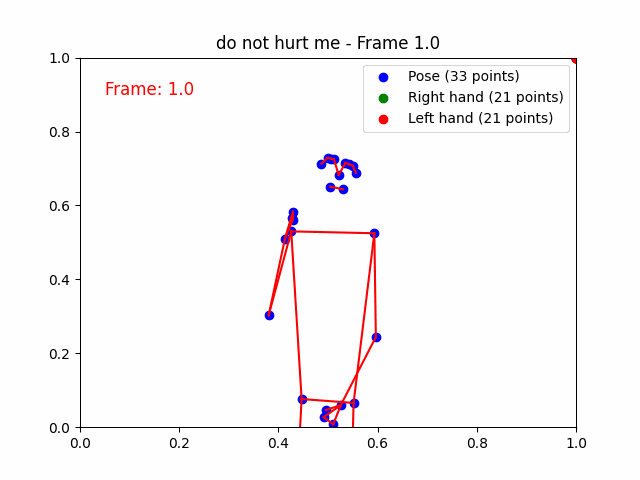 do not hurt me - Frame 1.0
Frame: 1.0
Pose (33 points)
Right hand (21 points)
Left hand (21 points)
1.0
0.8
0.6
0.4
0.2
0.0
0.0 0.2 0.4 0.6 0.8 1.0